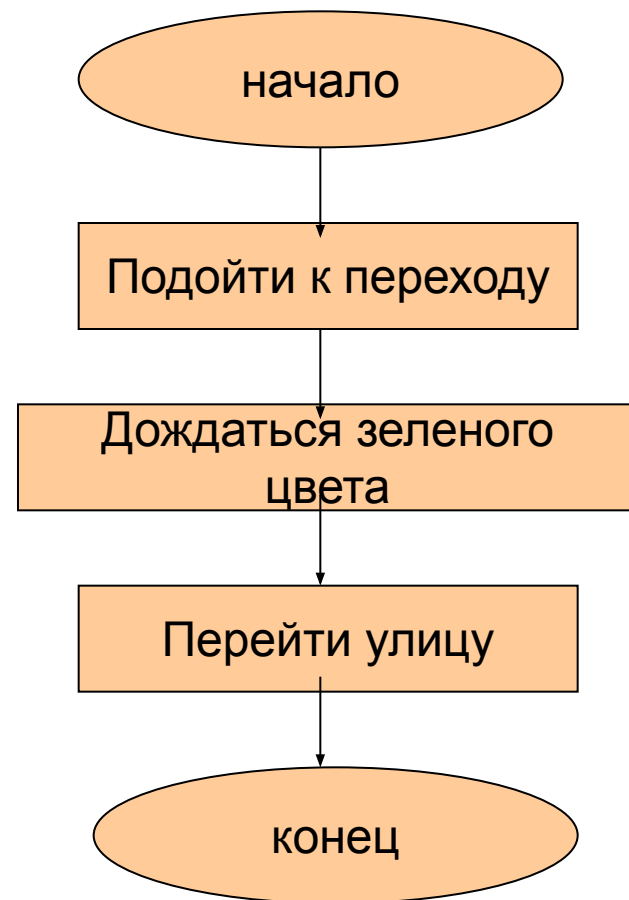 начало
Подойти к переходу
Дождаться зеленого
цвета
Перейти улицу
конец